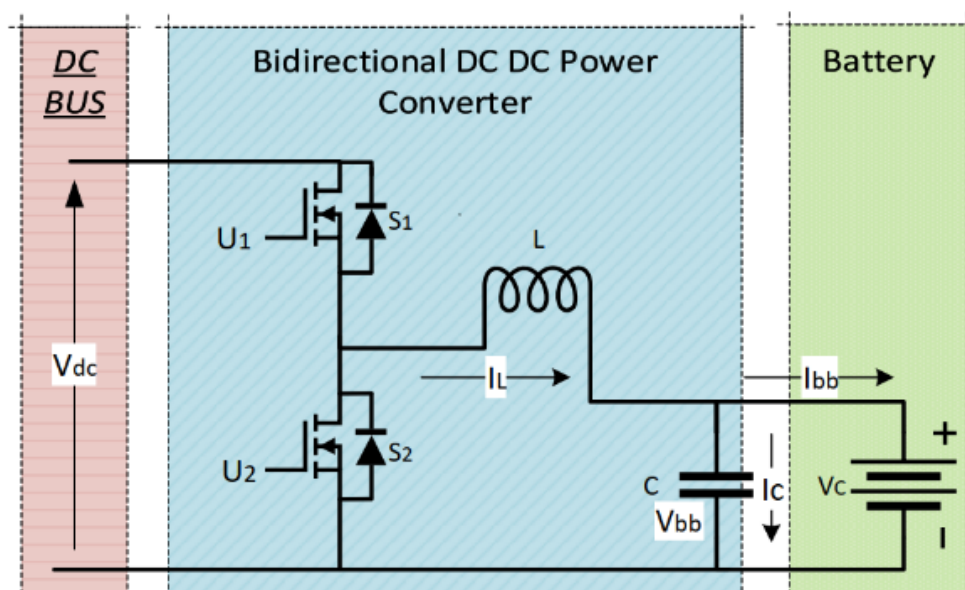 DC
BUS
Bidirectional DC DC Power
Converter
Battery
U1
S1
L
Vdc
IL
Ibb
U2
S2
C
Vbb
Ic
Vc
+
-